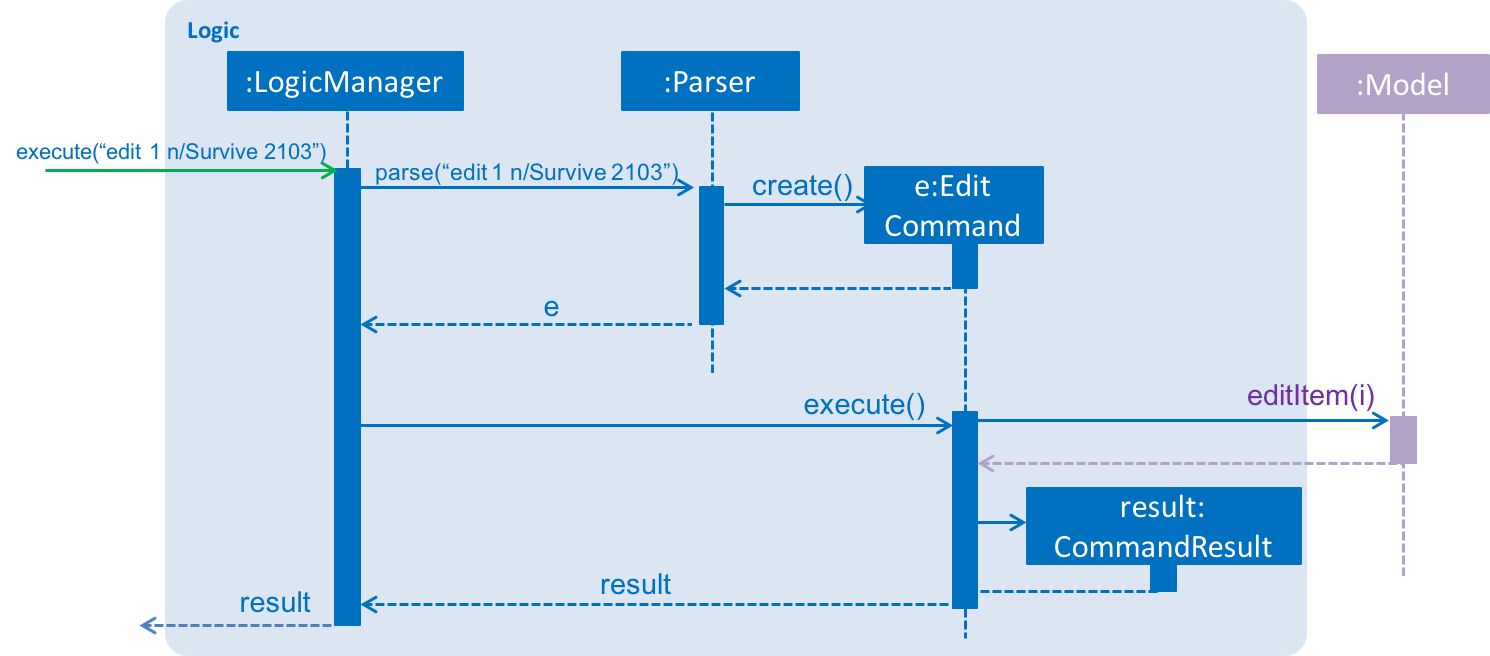 Logic
:LogicManager
:Parser
:Model
execute(“edit 1 n/Survive 2103”)
parse(“edit 1 n/Survive 2103”)
create()
e:Edit
Command
e
execute()
editItem(i)
result:
CommandResult
result
result